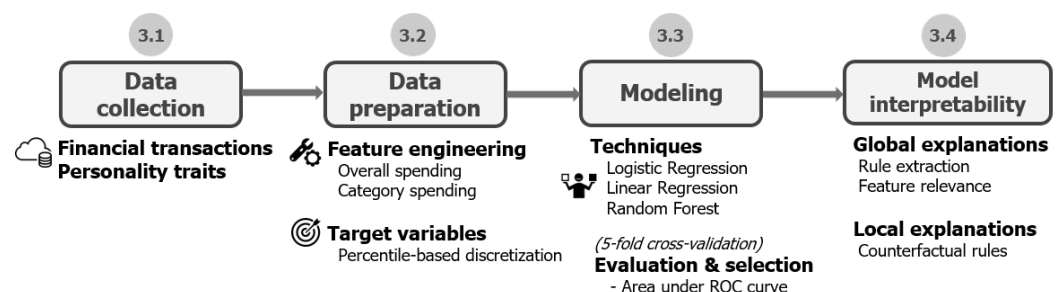 3.1
Data
collection
Financial transactions
Personality traits
3.2
Data
preparation
Feature engineering
Overall spending
Category spending
Target variables
Percentile-based discretization
3.3
Modeling
Techniques
Logistic Regression
Linear Regression
Random Forest
(5-fold cross-validation)
Evaluation & selection
- Area under ROC curve
3.4
Model
interpretability
Global explanations
Rule extraction
Feature relevance
Local explanations
Counterfactual rules